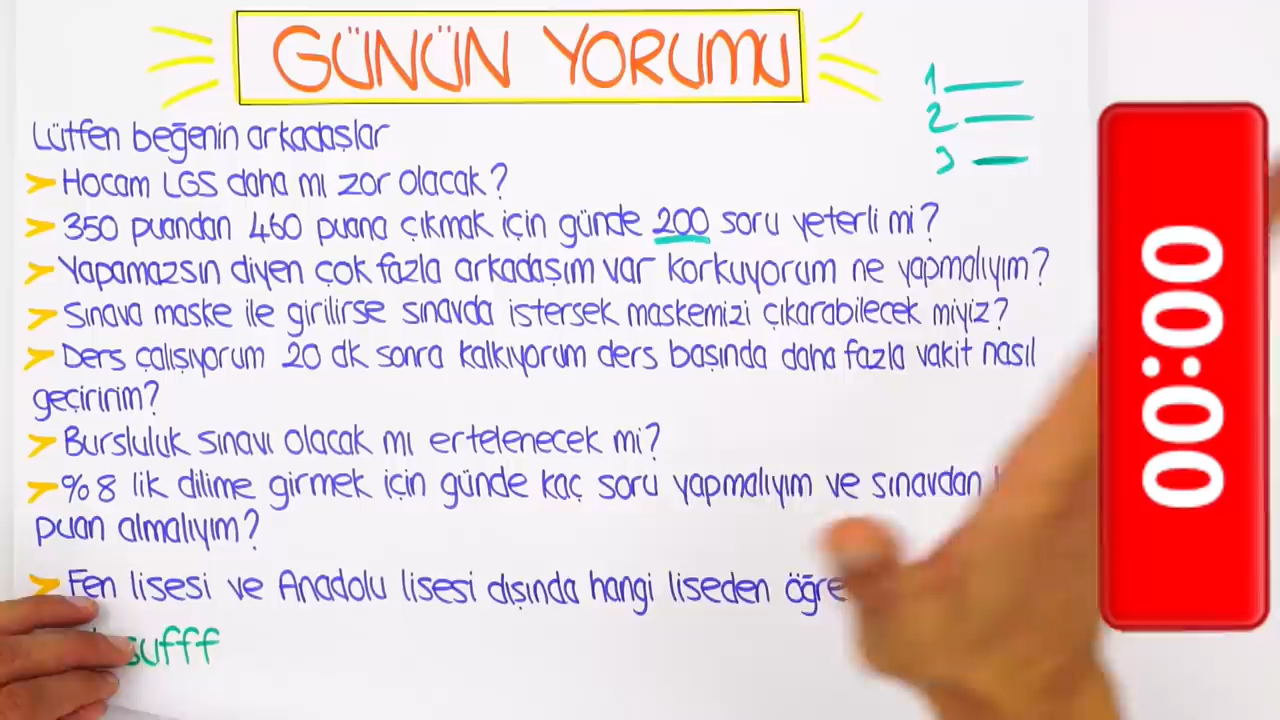 GÜNÜN YORUMU
1
2
3
Lütfen beğenin arkadaşlar
➤ Hocam LGS daha mı zor olacak?
➤ 350 puandan 460 puana çıkmak için günde 200 soru yeterli mi?
➤ Yapamazsın diyen çok fazla arkadaşım var korkuyorum ne yapmalıyım?
➤ Sınava maske ile girilirse sınavda istersek maskemizi çıkarabilecek miyiz?
➤ Ders çalışıyorum 20 dk sonra kalkıyorum ders başında daha fazla vakit nasıl
geçiririm?
➤ Bursluluk sınavı olacak mı ertelenecek mi?
➤ %8 lik dilime girmek için günde kaç soru yapmalıyım ve sınavdan
puan almalıyım?
➤ Fen lisesi ve Anadolu lisesi dışında hangi liseden
00:00